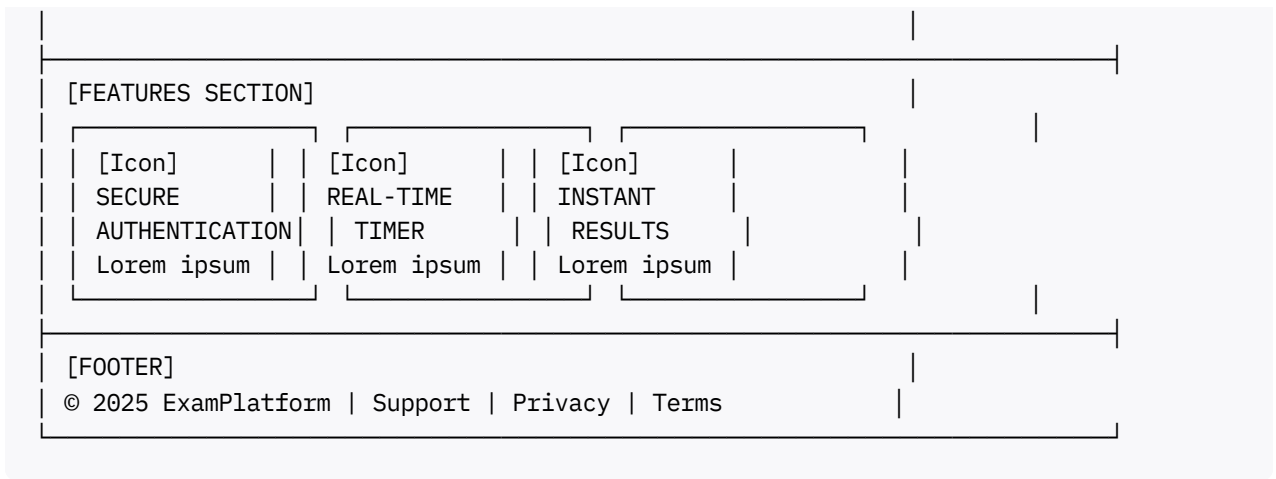 [FEATURES SECTION]
[Icon] [Icon] [Icon]
SECURE REAL-TIME INSTANT
AUTHENTICATION TIMER RESULTS
Lorem ipsum Lorem ipsum Lorem ipsum
[FOOTER]
© 2025 ExamPlatform | Support | Privacy | Terms